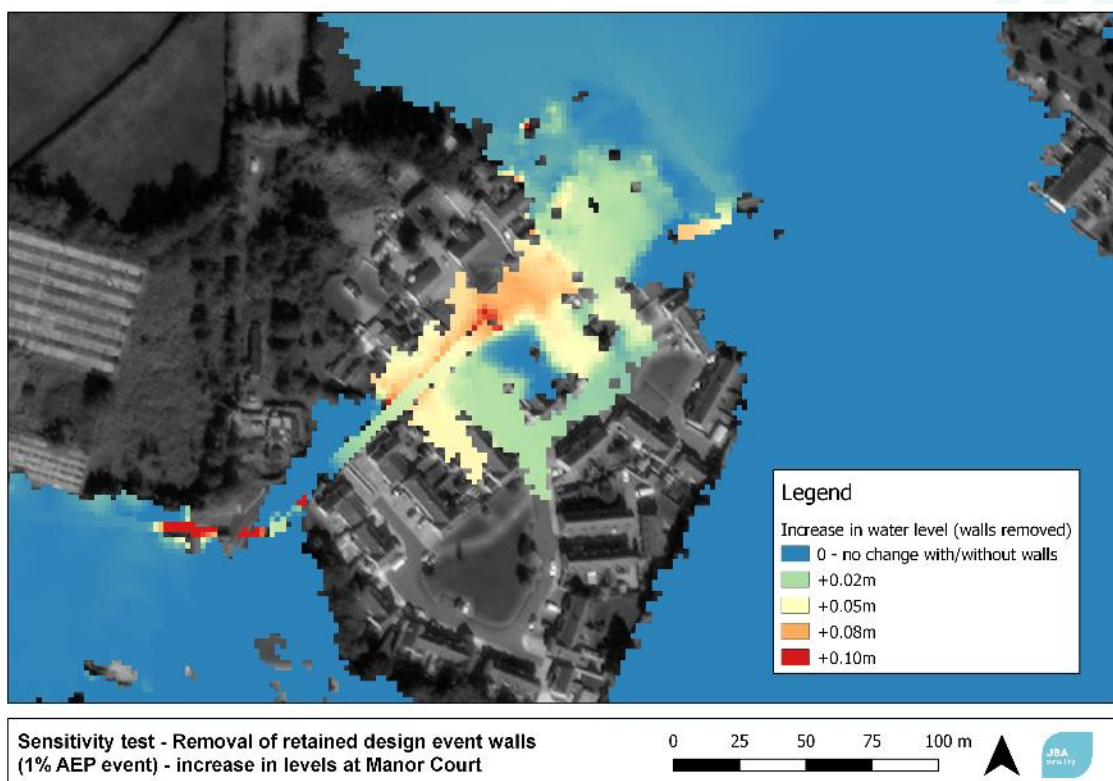 Legend
Increase in water level (walls removed)
0 - no change with/without walls
+0.02m
+0.05m
+0.08m
+0.10m
Sensitivity test - Removal of retained design event walls
(1% AEP event) - increase in levels at Manor Court
0 25 50 75 100 m
JBA